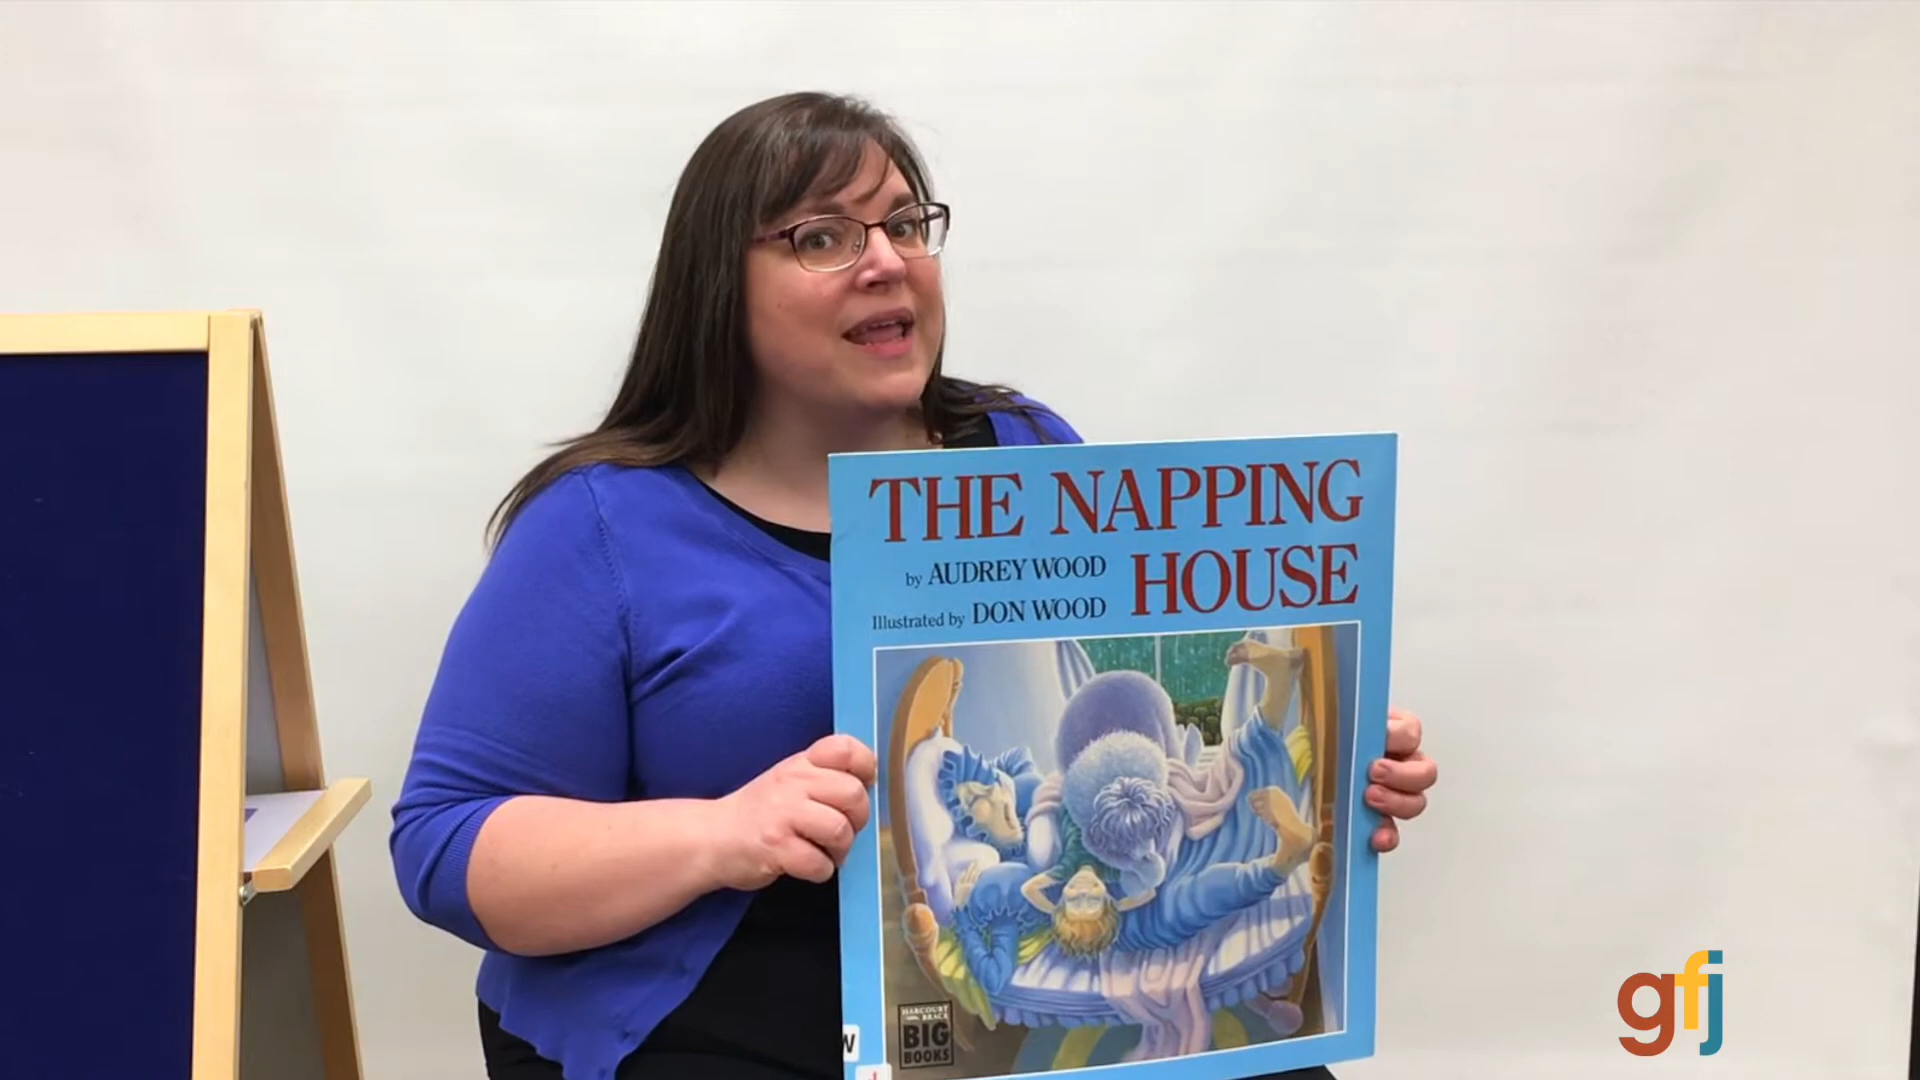 THE NAPPING
HOUSE
by AUDREY WOOD
Illustrated by DON WOOD
HARCOURT
BRACE
BIG
BOOKS
W
gfj